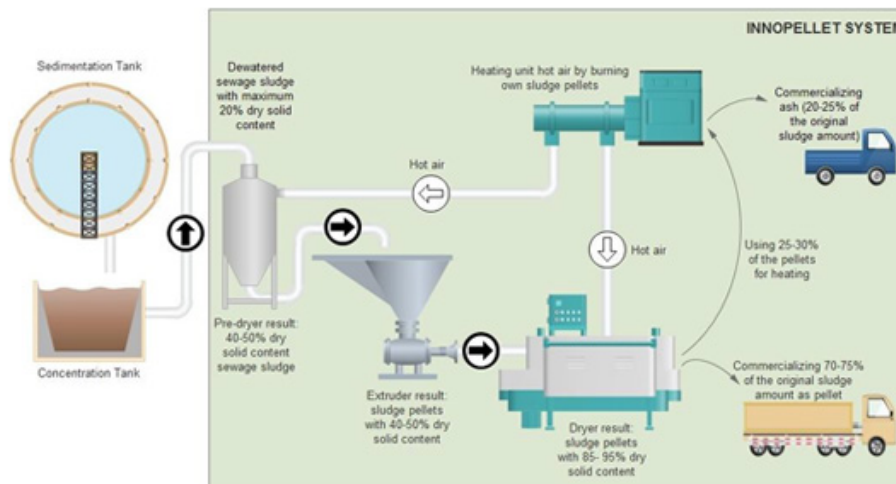 INNOPELLET SYSTEM
Sedimentation Tank
Dewatered
sewage sludge
with maximum
20% dry solid
content
Heating unit hot air by burning
own sludge pellets
Commercializing
ash (20-25% of
the original
sludge amount)
Hot air
Hot air
Using 25-30%
of the pellets
for heating
Pre-dryer result:
40-50% dry
solid content
sewage sludge
Concentration Tank
Extruder result:
sludge pellets
with 40-50% dry
solid content
Dryer result:
sludge pellets
with 85- 95% dry
solid content
Commercializing 70-75%
of the original sludge
amount as pellet